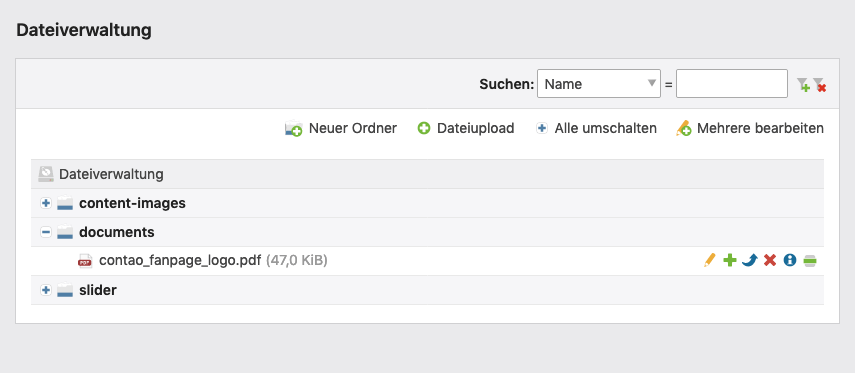 Dateiverwaltung
Suchen: Name =
Neuer Ordner Dateiupload Alle umschalten Mehrere bearbeiten
Dateiverwaltung
content-images
documents
PDF contao_fanpage_logo.pdf (47,0 KiB)
slider